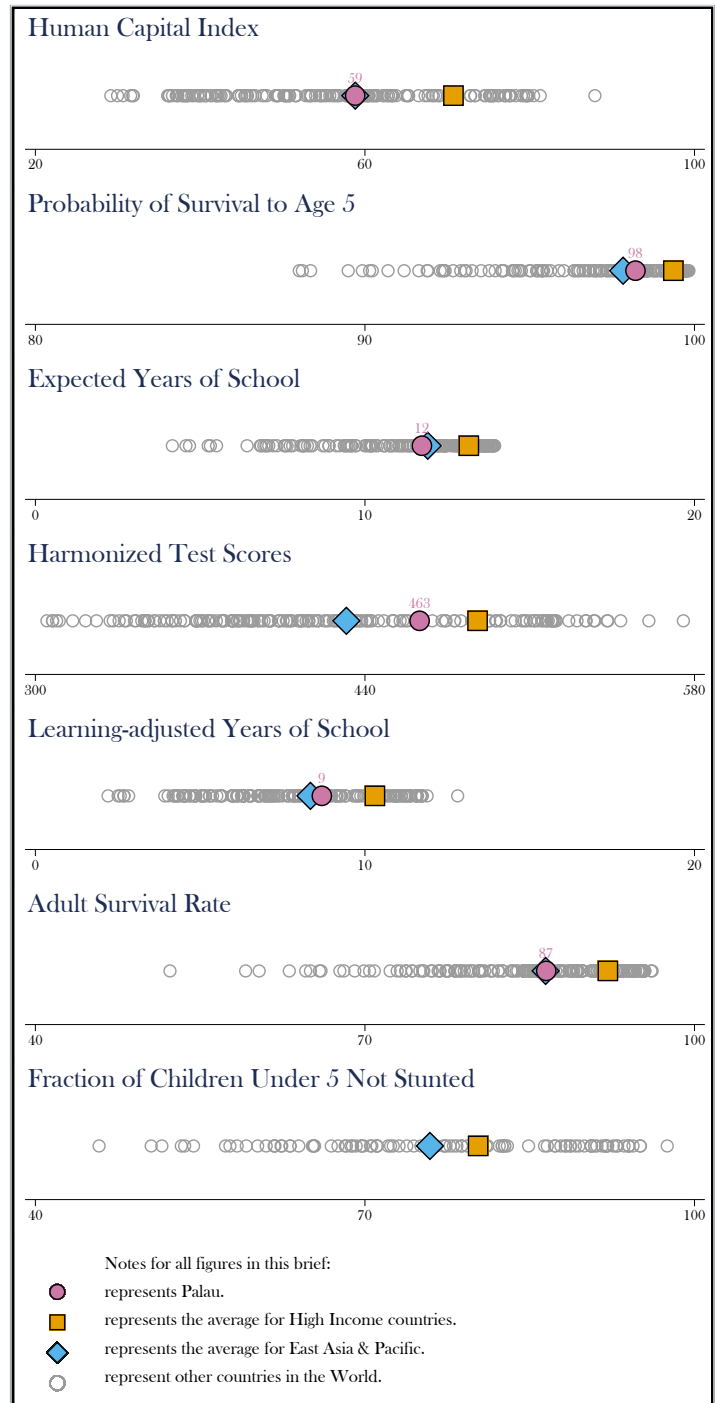 Human Capital Index
59
20 60 100
Probability of Survival to Age 5
98
80 90 100
Expected Years of School
12
0 10 20
Harmonized Test Scores
463
300 440 580
Learning-adjusted Years of School
9
0 10 20
Adult Survival Rate
87
40 70 100
Fraction of Children Under 5 Not Stunted
40 70 100
Notes for all figures in this brief:
represents Palau.
represents the average for High Income countries.
represents the average for East Asia & Pacific.
represent other countries in the World.